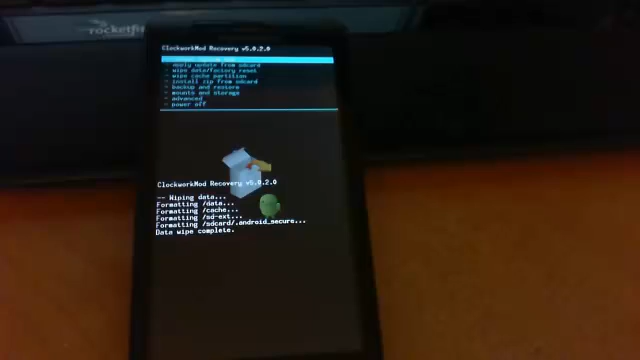 rocketfi
ClockworkMod Recovery v5.0.2.0
- apply update from sdcard
- wipe data/factory reset
- wipe cache partition
- install zip from sdcard
- backup and restore
- mounts and storage
- advanced
- power off
ClockworkMod Recovery v5.0.2.0
-- Wiping data...
Formatting /data...
Formatting /cache...
Formatting /sd-ext...
Formatting /sdcard/.android_secure...
Data wipe complete.